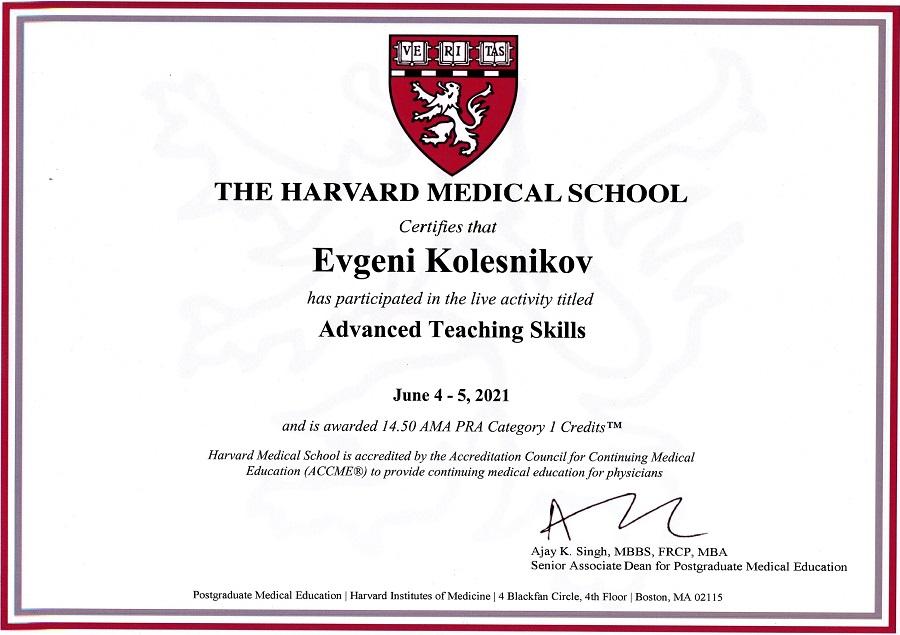 VE RI TAS
THE HARVARD MEDICAL SCHOOL
Certifies that
Evgeni Kolesnikov
has participated in the live activity titled
Advanced Teaching Skills
June 4 - 5, 2021
and is awarded 14.50 AMA PRA Category 1 Credits™
Harvard Medical School is accredited by the Accreditation Council for Continuing Medical
Education (ACCME®) to provide continuing medical education for physicians
Ajay K. Singh, MBBS, FRCP, MBA
Senior Associate Dean for Postgraduate Medical Education
Postgraduate Medical Education | Harvard Institutes of Medicine | 4 Blackfan Circle, 4th Floor | Boston, MA 02115